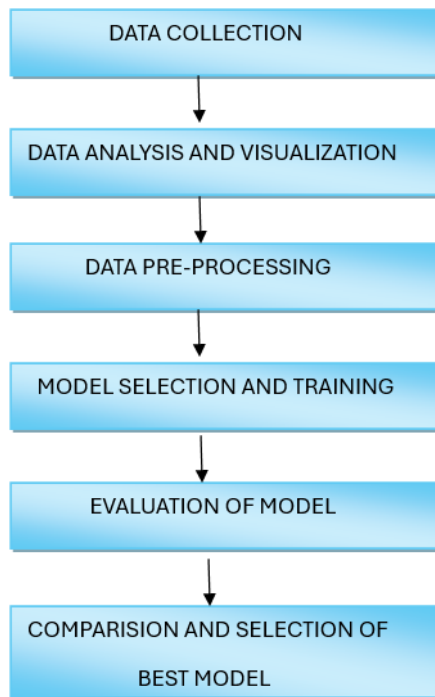 DATA COLLECTION
DATA ANALYSIS AND VISUALIZATION
DATA PRE-PROCESSING
MODEL SELECTION AND TRAINING
EVALUATION OF MODEL
COMPARISION AND SELECTION OF
BEST MODEL